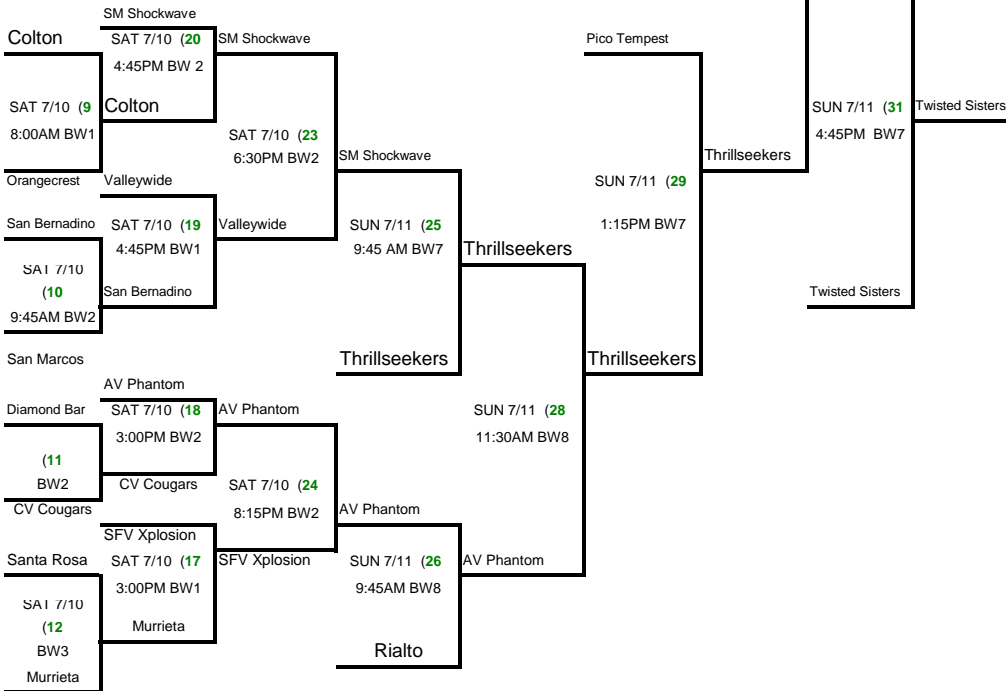 SM Shockwave
Colton
SAT 7/10 (20
SM Shockwave
Pico Tempest
4:45PM BW 2
SAT 7/10 (9
Colton
SUN 7/11 (31
Twisted Sisters
8:00AM BW1
SAT 7/10 (23
4:45PM BW7
6:30PM BW2
SM Shockwave
Thrillseekers
Orangecrest
Valleywide
SUN 7/11 (29
San Bernadino
SAT 7/10 (19
Valleywide
SUN 7/11 (25
1:15PM BW7
4:45PM BW1
9:45 AM BW7
Thrillseekers
SAT 7/10
(10
San Bernadino
Twisted Sisters
9:45AM BW2
San Marcos
Thrillseekers
Thrillseekers
AV Phantom
Diamond Bar
SAT 7/10 (18
AV Phantom
SUN 7/11 (28
3:00PM BW2
11:30AM BW8
(11
BW2
CV Cougars
SAT 7/10 (24
CV Cougars
8:15PM BW2
AV Phantom
SFV Xplosion
Santa Rosa
SAT 7/10 (17
SFV Xplosion
SUN 7/11 (26
AV Phantom
3:00PM BW1
9:45AM BW8
SAT 7/10
(12
Murrieta
BW3
Rialto
Murrieta